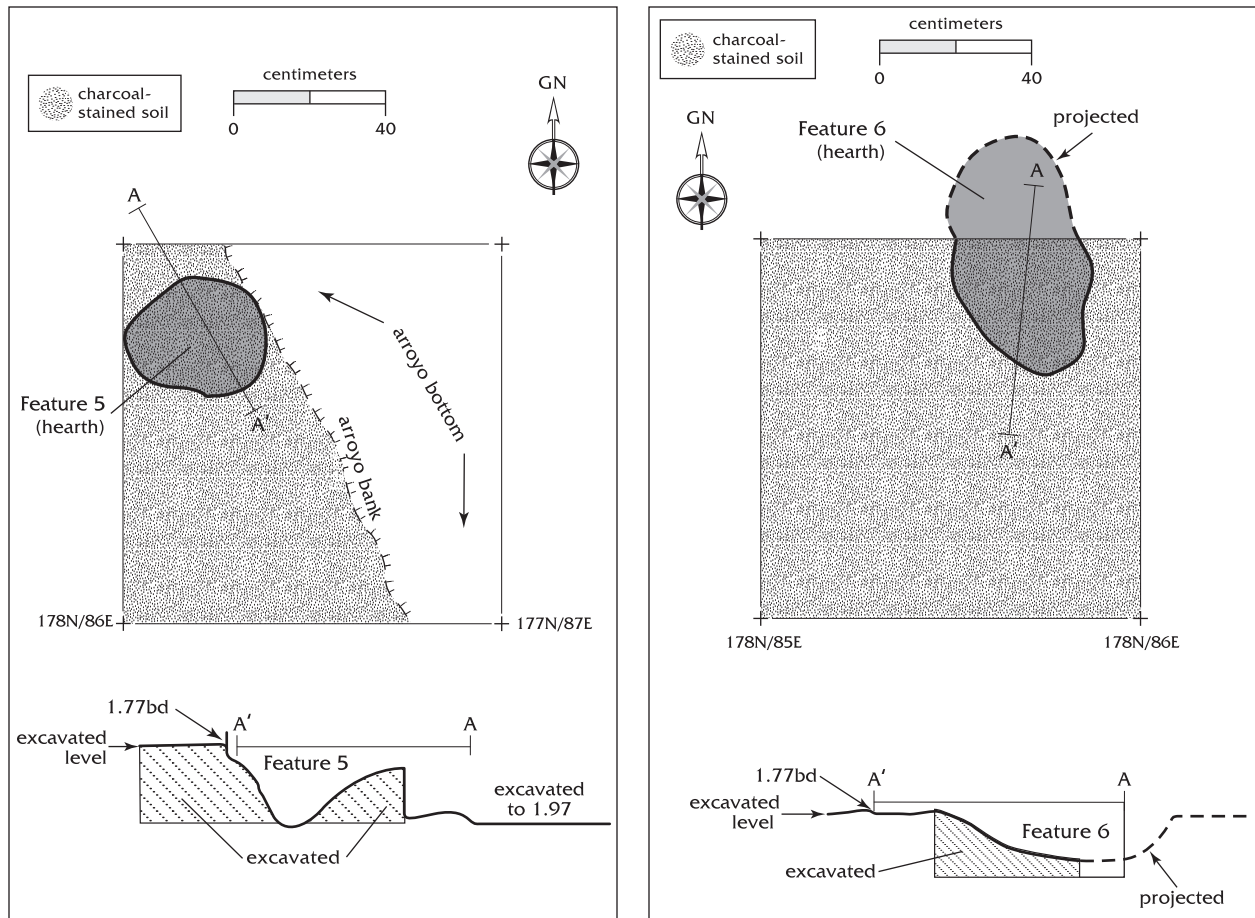 charcoal-
stained soil
centimeters
0 40
GN
A
Feature 5
(hearth)
A'
arroyo bottom
arroyo bank
178N/86E
177N/87E
1.77bd
A'
A
excavated
level
Feature 5
excavated
to 1.97
excavated
charcoal-
stained soil
centimeters
0 40
GN
Feature 6
(hearth)
projected
A
A'
178N/85E
178N/86E
1.77bd
A'
A
excavated
level
Feature 6
excavated
projected